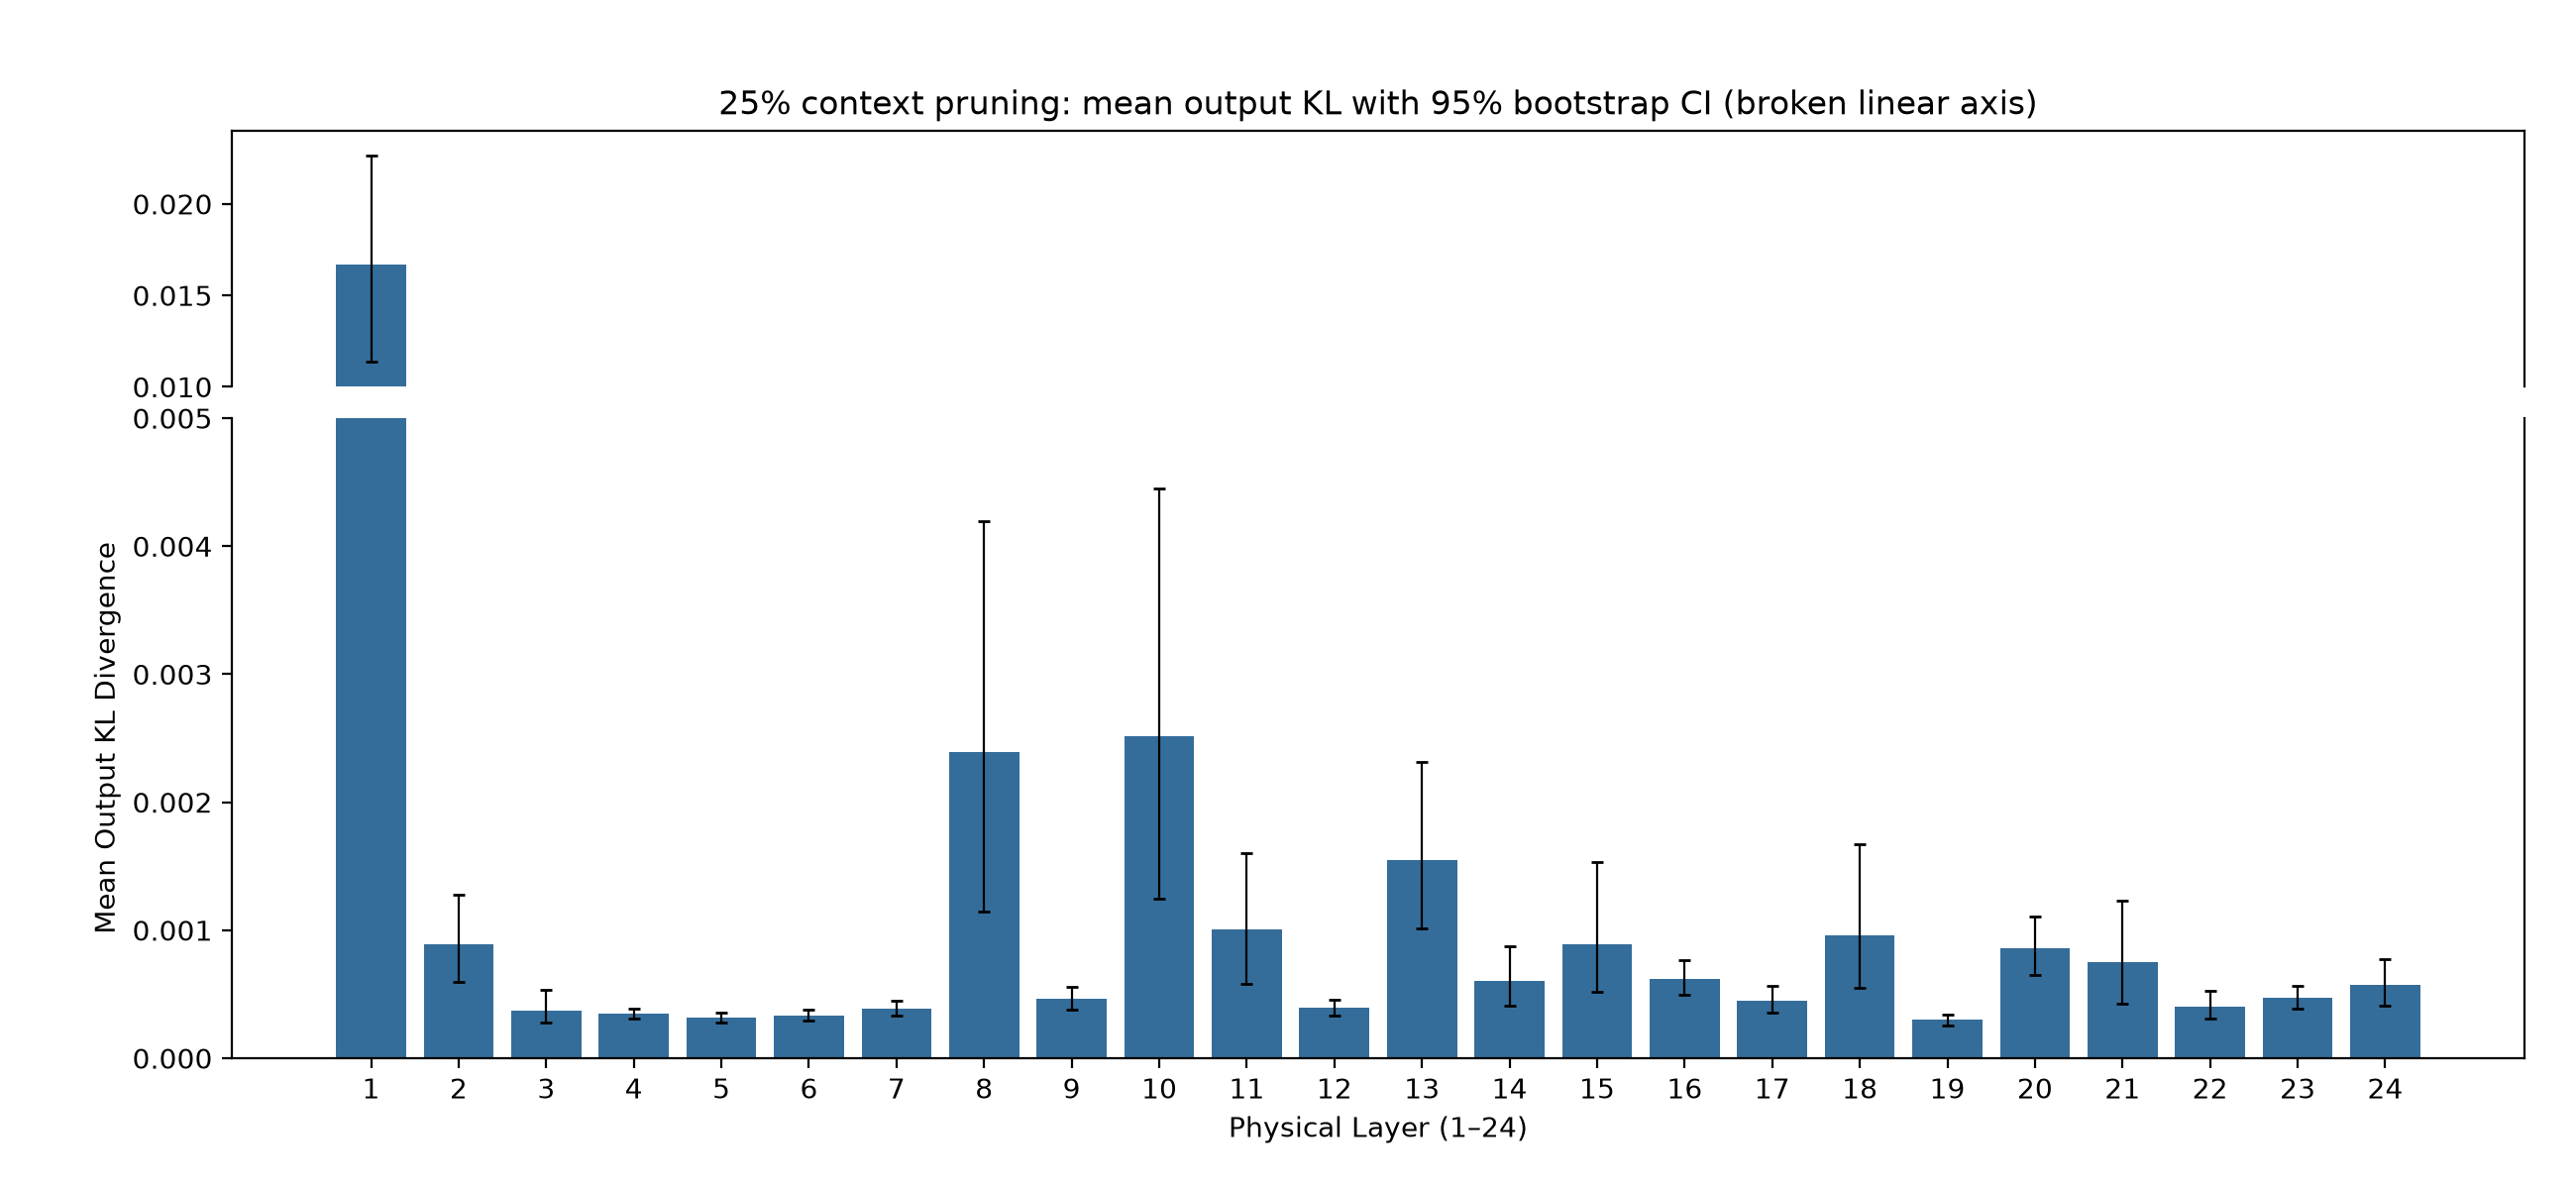 25% context pruning: mean output KL with 95% bootstrap CI (broken linear axis)
0.020
0.015
0.010
0.005
0.004
0.003
0.002
0.001
0.000
Mean Output KL Divergence
1 2 3 4 5 6 7 8 9 10 11 12 13 14 15 16 17 18 19 20 21 22 23 24
Physical Layer (1–24)